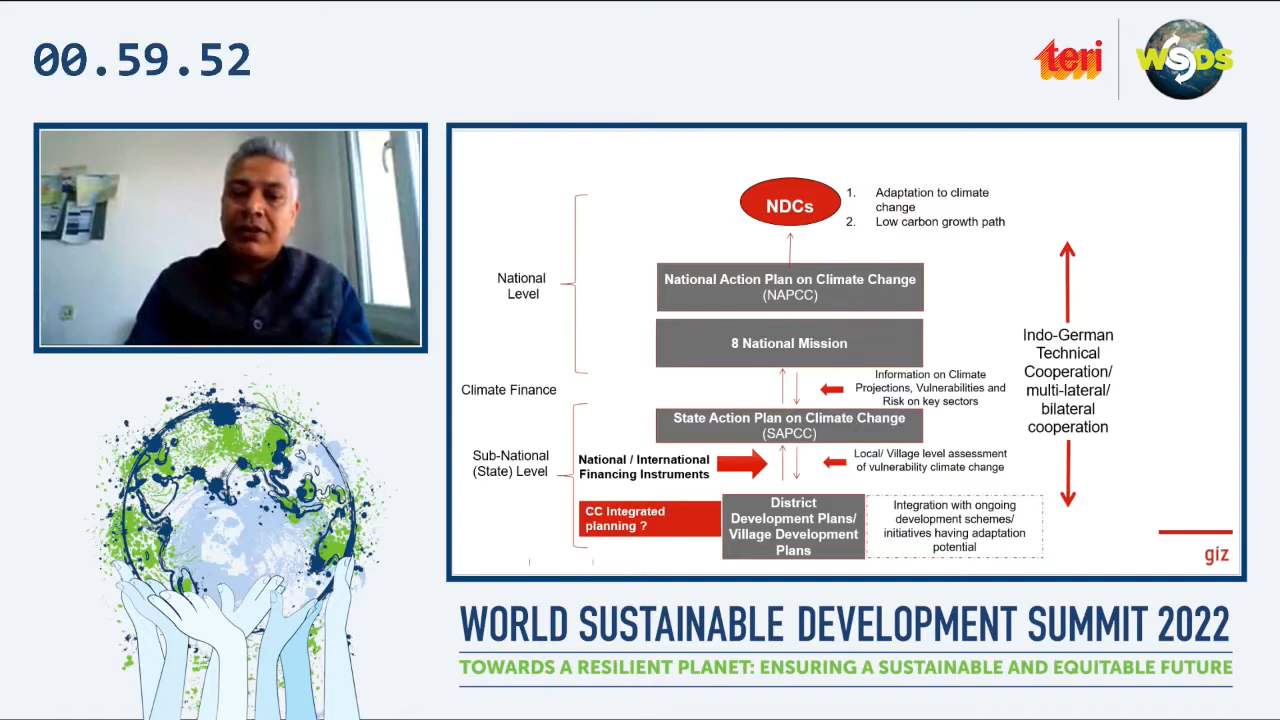 00.59.52
teri
WSDS
NDCs
1. Adaptation to climate
change
2. Low carbon growth path
National
Level
National Action Plan on Climate Change
(NAPCC)
8 National Mission
Indo-German
Technical
Cooperation/
multi-lateral/
bilateral
cooperation
Climate Finance
Information on Climate
Projections, Vulnerabilities and
Risk on key sectors
State Action Plan on Climate Change
(SAPCC)
Sub-National
(State) Level
National / International
Financing Instruments
Local/ Village level assessment
of vulnerability climate change
CC Integrated
planning ?
District
Development Plans/
Village Development
Plans
Integration with ongoing
development schemes/
initiatives having adaptation
potential
giz
WORLD SUSTAINABLE DEVELOPMENT SUMMIT 2022
TOWARDS A RESILIENT PLANET: ENSURING A SUSTAINABLE AND EQUITABLE FUTURE